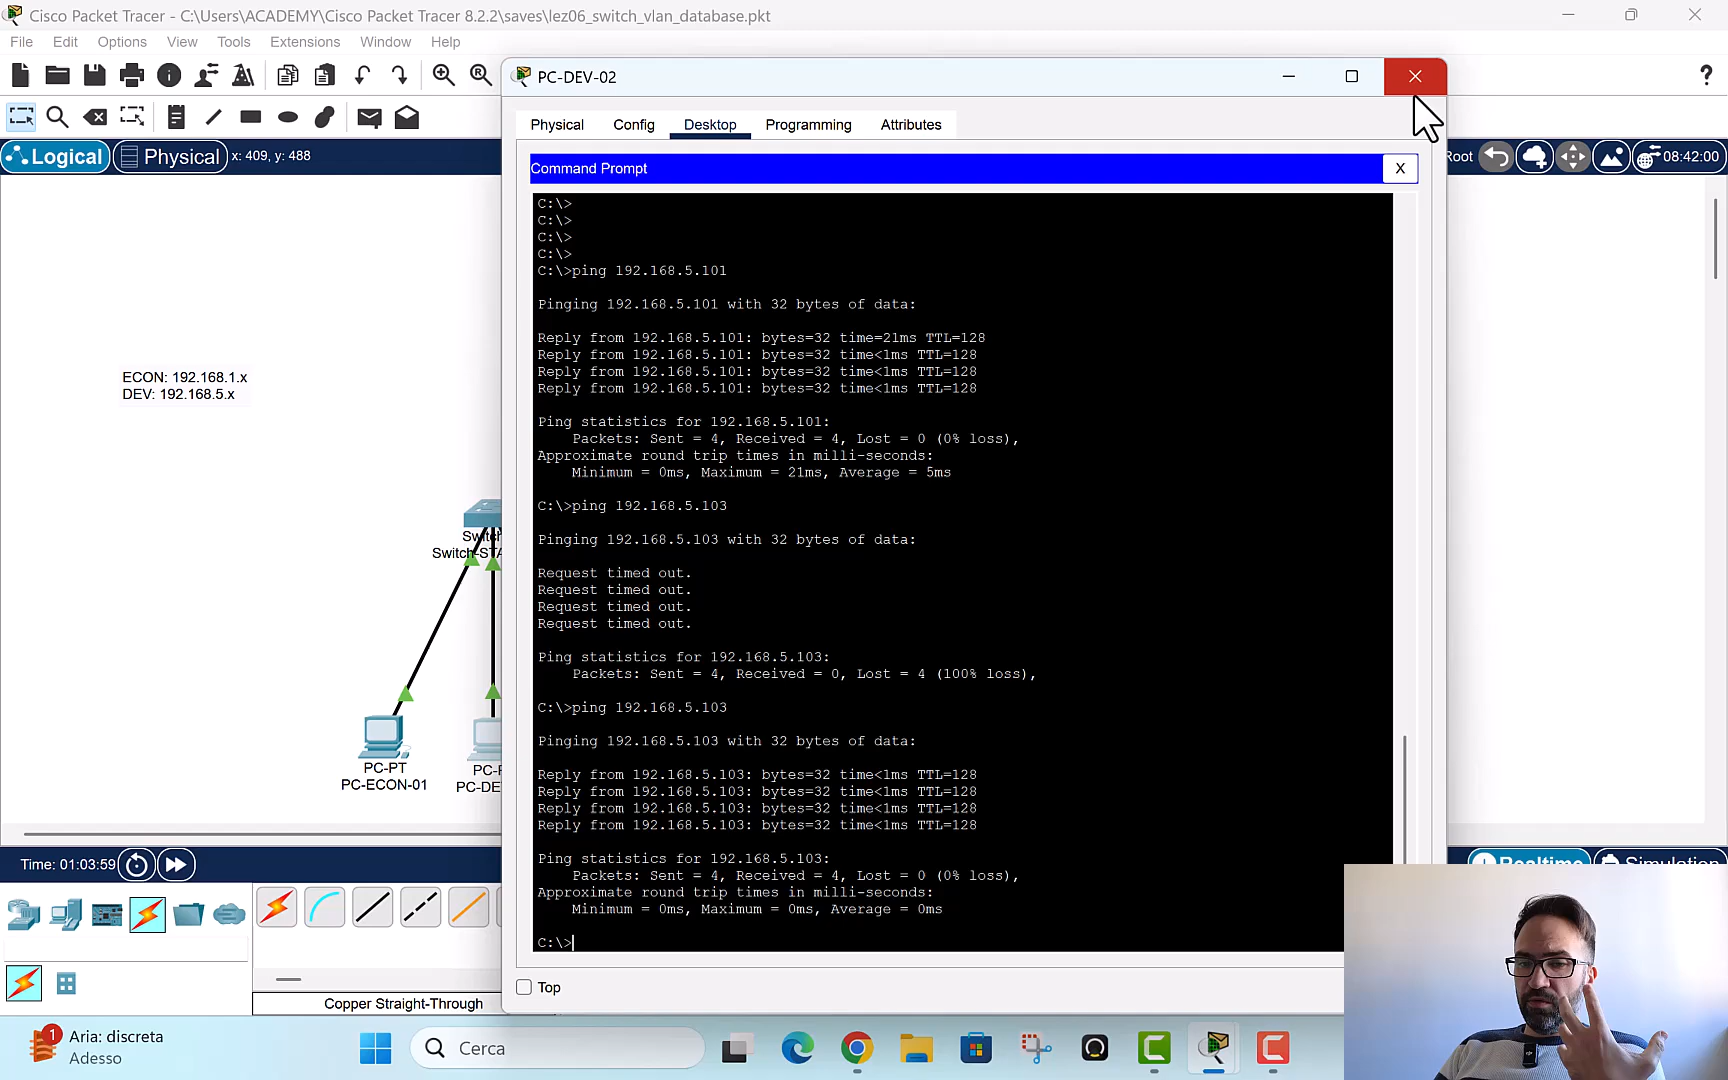 Cisco Packet Tracer - C:\Users\ACADEMY\Cisco Packet Tracer 8.2.2\saves\lez06_switch_vlan_database.pkt
File Edit Options View Tools Extensions Window Help
PC-DEV-02
?
Physical Config Desktop Programming Attributes
Logical Physical x: 409, y: 488
Root 08:42:00
Command Prompt X
C:\>
C:\>
C:\>
C:\>
C:\>ping 192.168.5.101
Pinging 192.168.5.101 with 32 bytes of data:
Reply from 192.168.5.101: bytes=32 time=21ms TTL=128
Reply from 192.168.5.101: bytes=32 time<1ms TTL=128
Reply from 192.168.5.101: bytes=32 time<1ms TTL=128
Reply from 192.168.5.101: bytes=32 time<1ms TTL=128
Ping statistics for 192.168.5.101:
Packets: Sent = 4, Received = 4, Lost = 0 (0% loss),
Approximate round trip times in milli-seconds:
Minimum = 0ms, Maximum = 21ms, Average = 5ms
C:\>ping 192.168.5.103
Pinging 192.168.5.103 with 32 bytes of data:
Request timed out.
Request timed out.
Request timed out.
Request timed out.
Ping statistics for 192.168.5.103:
Packets: Sent = 4, Received = 0, Lost = 4 (100% loss),
C:\>ping 192.168.5.103
Pinging 192.168.5.103 with 32 bytes of data:
Reply from 192.168.5.103: bytes=32 time<1ms TTL=128
Reply from 192.168.5.103: bytes=32 time<1ms TTL=128
Reply from 192.168.5.103: bytes=32 time<1ms TTL=128
Reply from 192.168.5.103: bytes=32 time<1ms TTL=128
Ping statistics for 192.168.5.103:
Packets: Sent = 4, Received = 4, Lost = 0 (0% loss),
Approximate round trip times in milli-seconds:
Minimum = 0ms, Maximum = 0ms, Average = 0ms
C:\>
Top
ECON: 192.168.1.x
DEV: 192.168.5.x
Switch
Switch-STA
PC-PT
PC-ECON-01
PC-P
PC-DE
Time: 01:03:59
Realtime Simulation
Copper Straight-Through
1
Aria: discreta
Adesso
Cerca